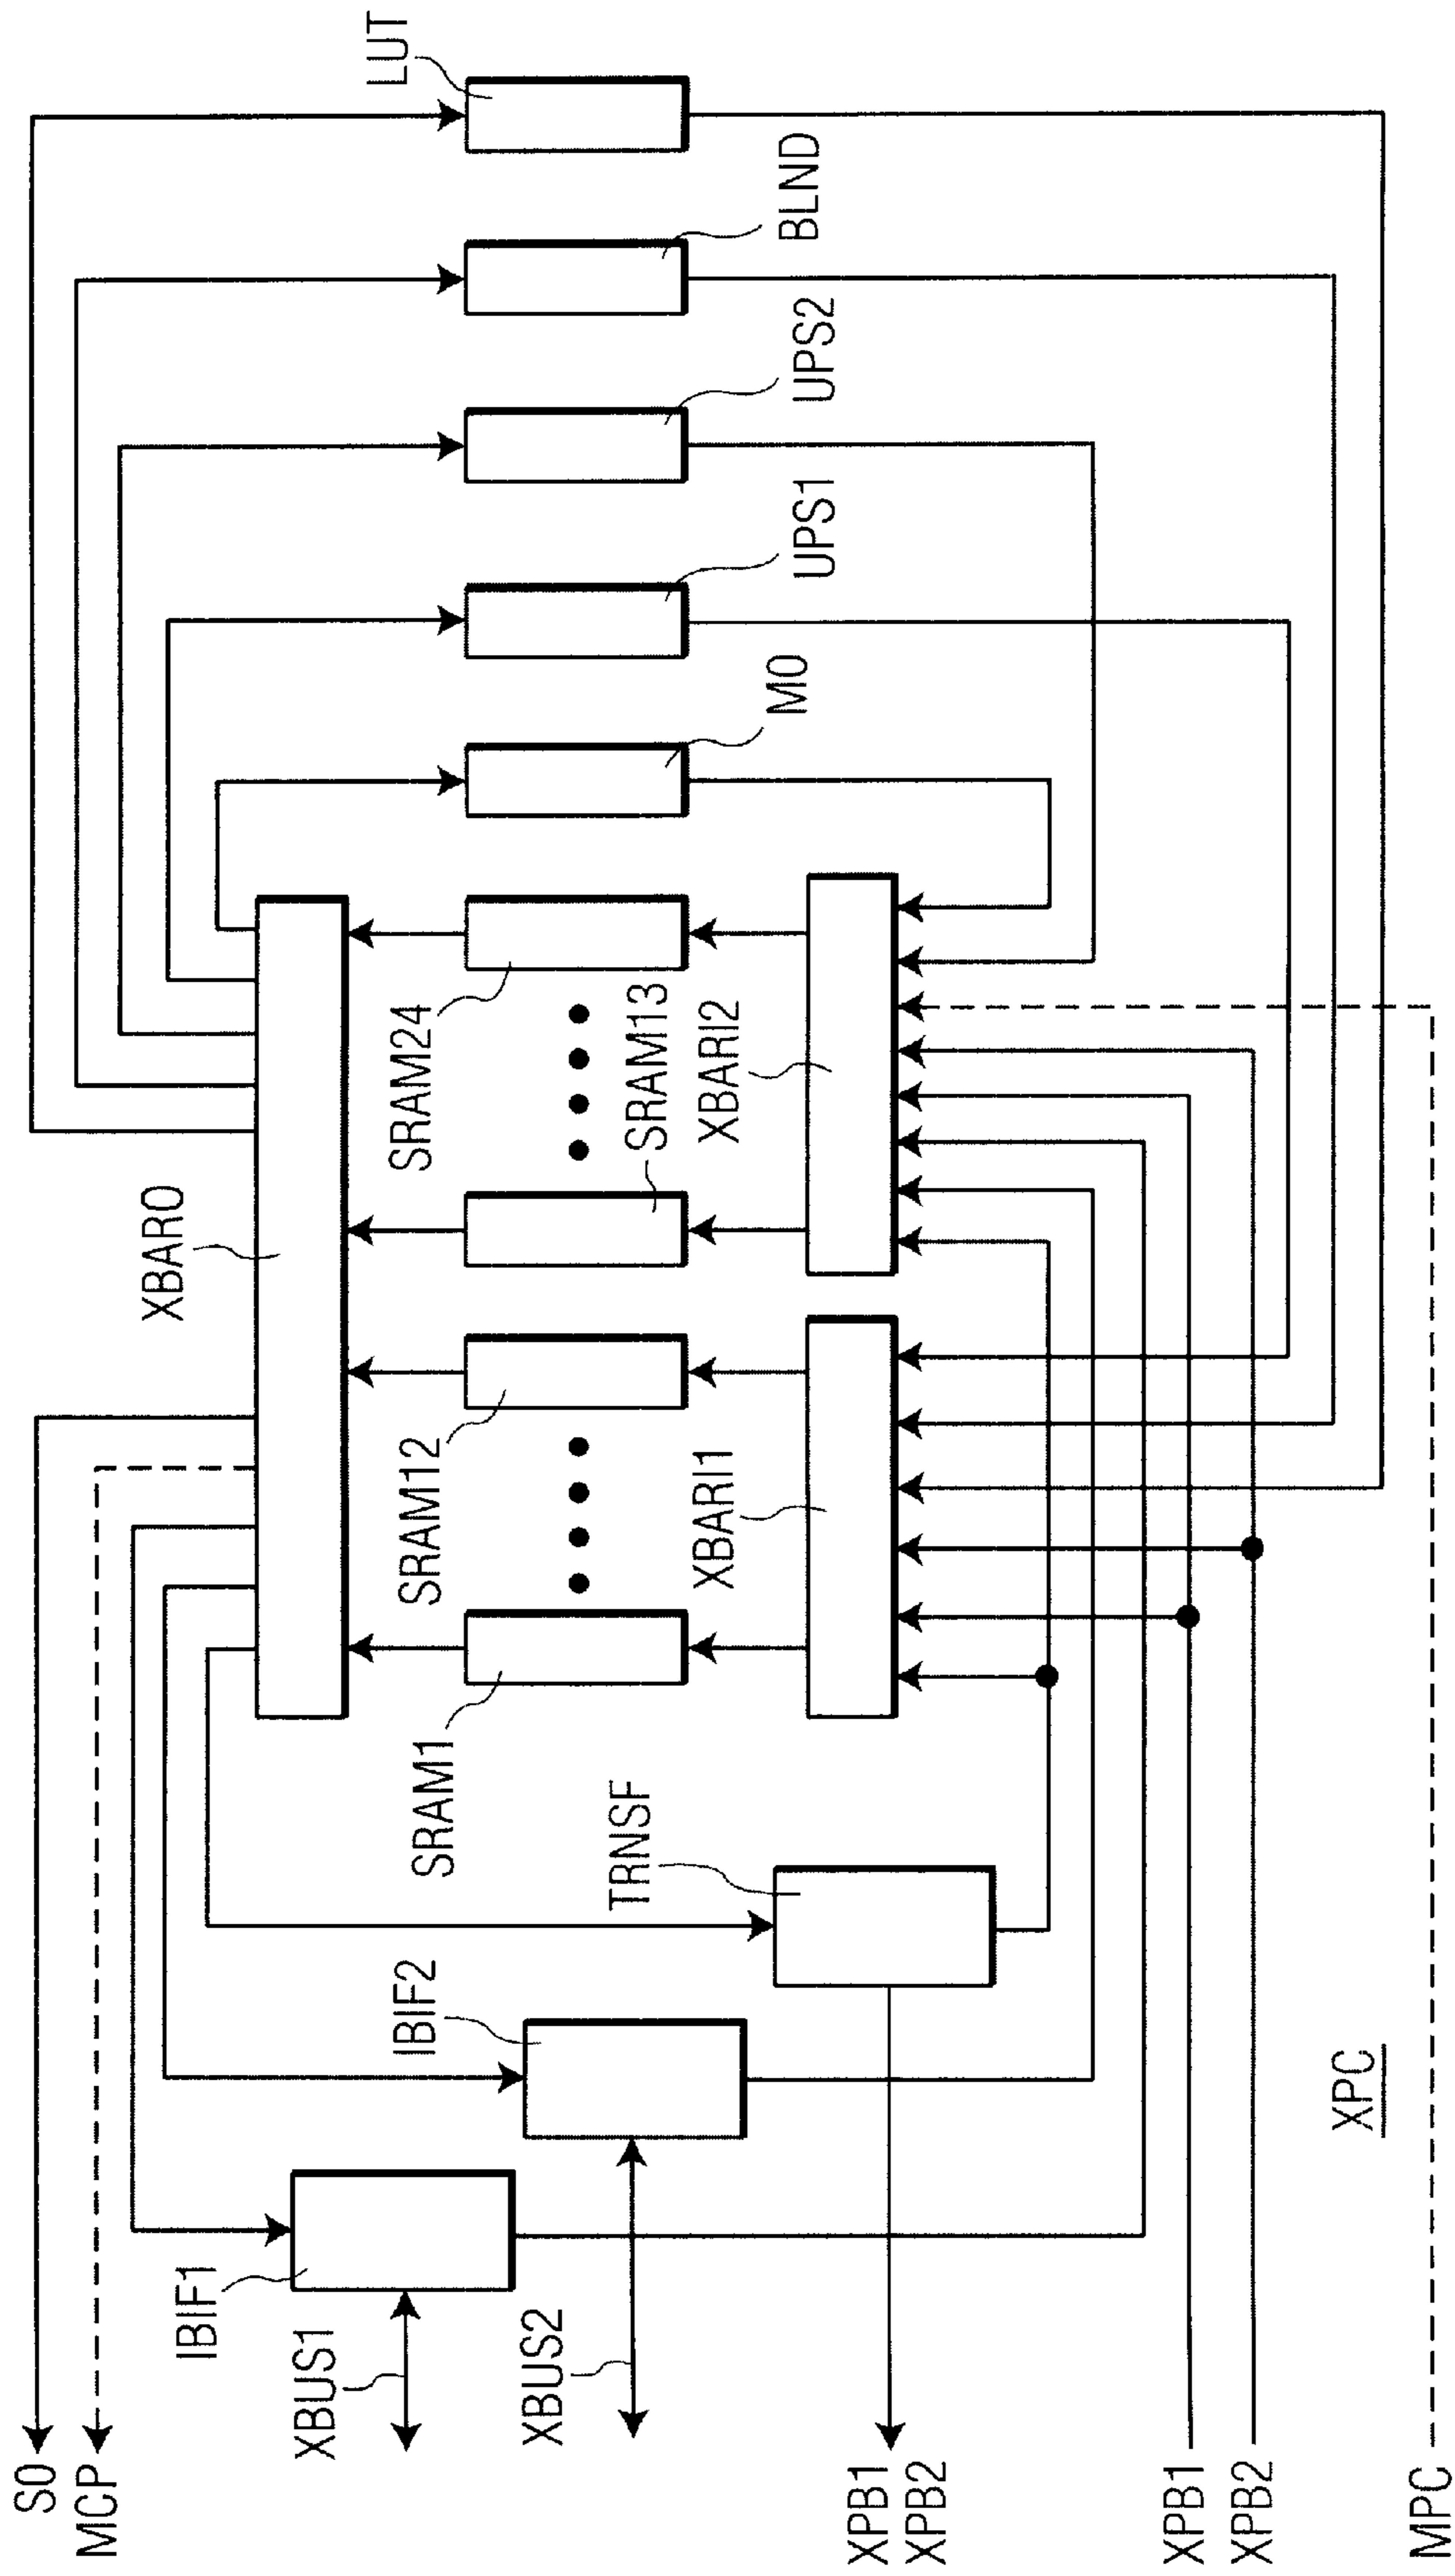 S0
MCP
IBIF1
XBUS1
XBUS2
IBIF2
TRNSF
XPB1
XPB2
XPB1
XPB2
MPC
XPC
XBARO
SRAM1
SRAM12
SRAM13
SRAM24
XBARI1
XBARI2
M0
UPS1
UPS2
BLND
LUT